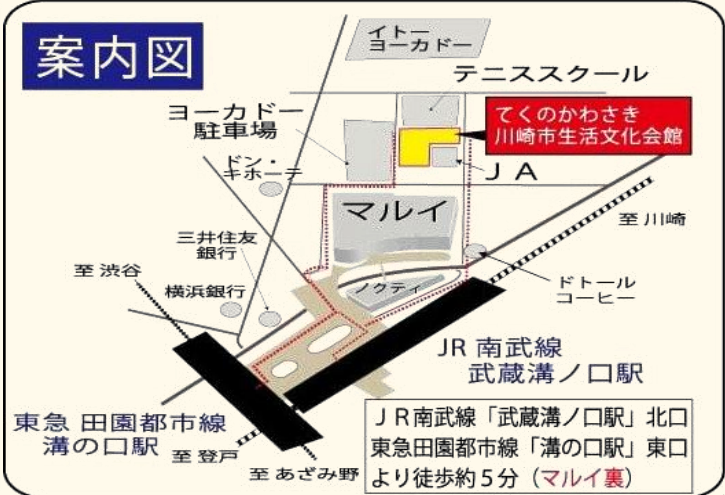 案内図
イトー
ヨーカドー
テニススクール
ヨーカドー
駐車場
てくのかわさき
川崎市生活文化会館
ドン・
キホーテ
ＪＡ
マルイ
三井住友
銀行
至 川崎
至 渋谷
横浜銀行
ノクティ
ドトール
コーヒー
JR 南武線
武蔵溝ノ口駅
東急 田園都市線
溝の口駅
至 登戸
至 あざみ野
ＪＲ南武線「武蔵溝ノ口駅」北口
東急田園都市線「溝の口駅」東口
より徒歩約５分（マルイ裏）